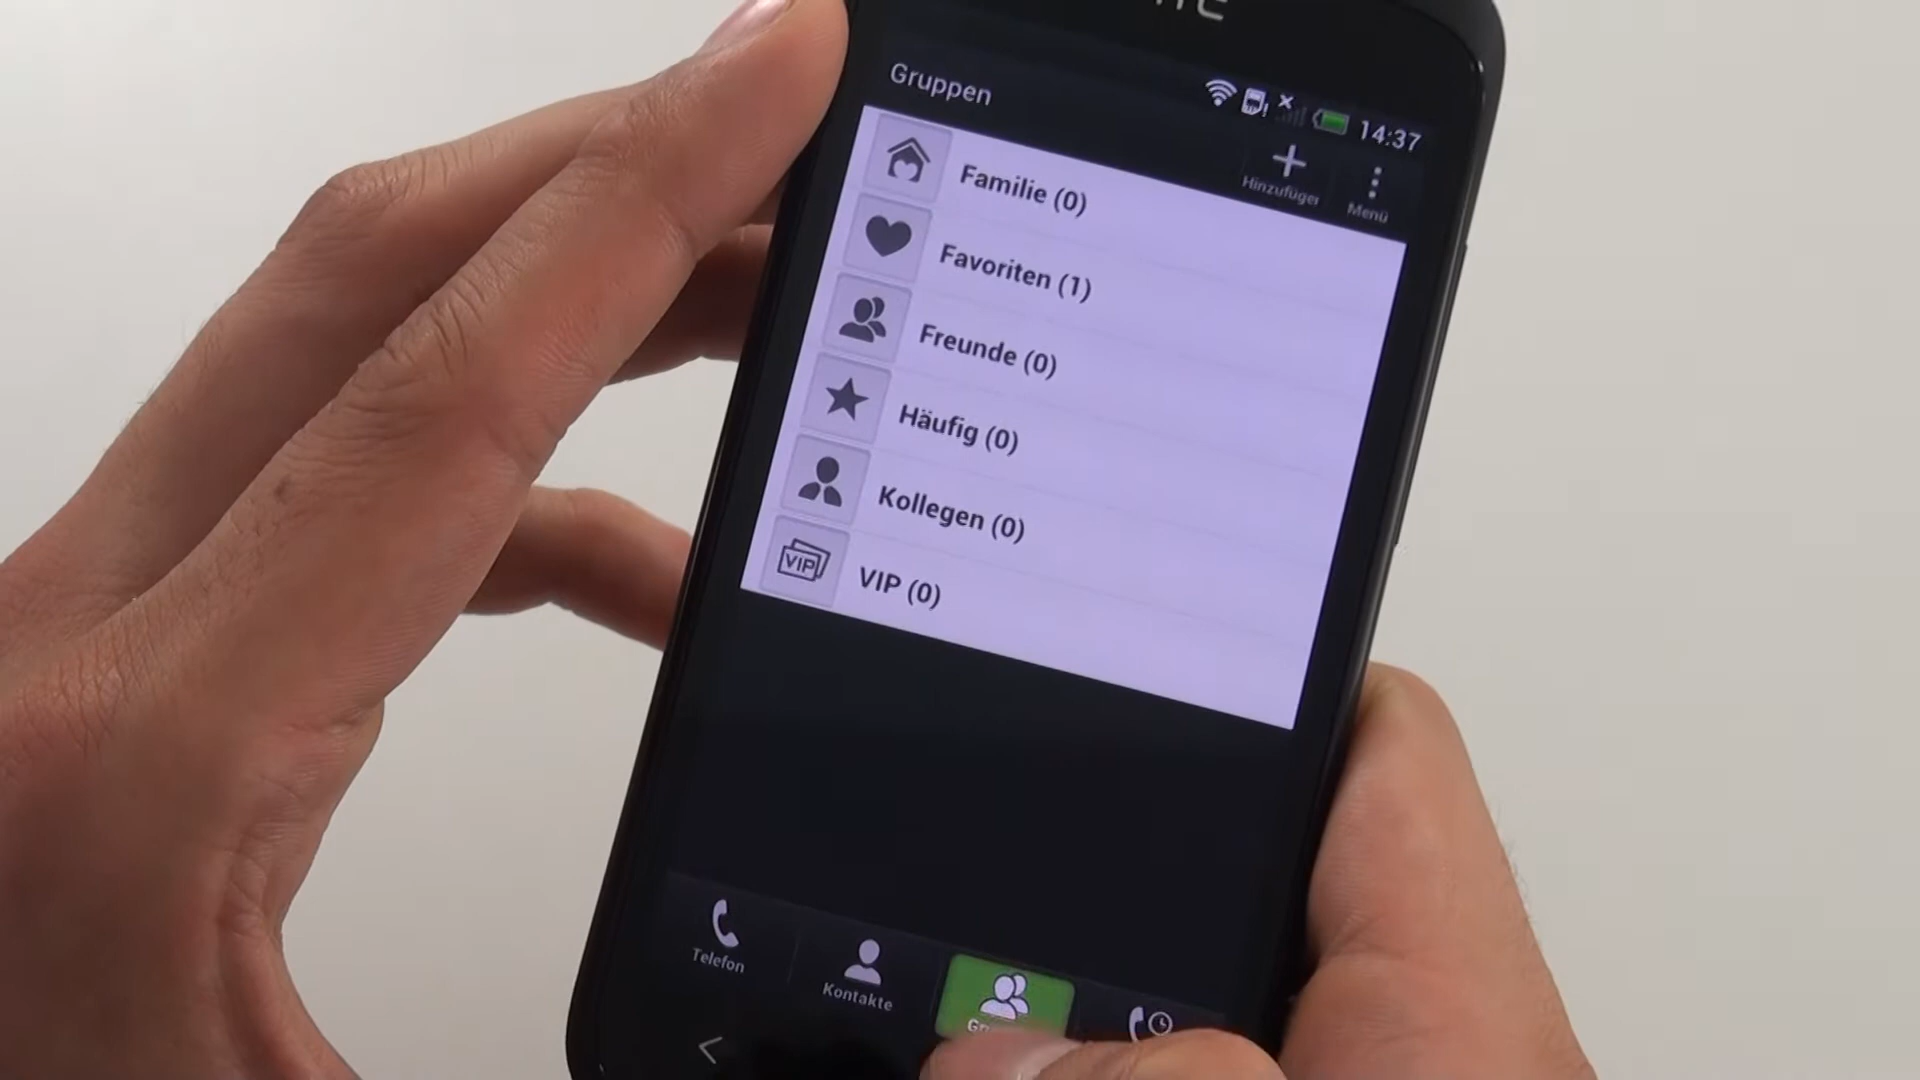 Gruppen
14:37
Hinzufügen
Menü
Familie (0)
Favoriten (1)
Freunde (0)
Häufig (0)
Kollegen (0)
VIP
VIP (0)
Telefon
Kontakte